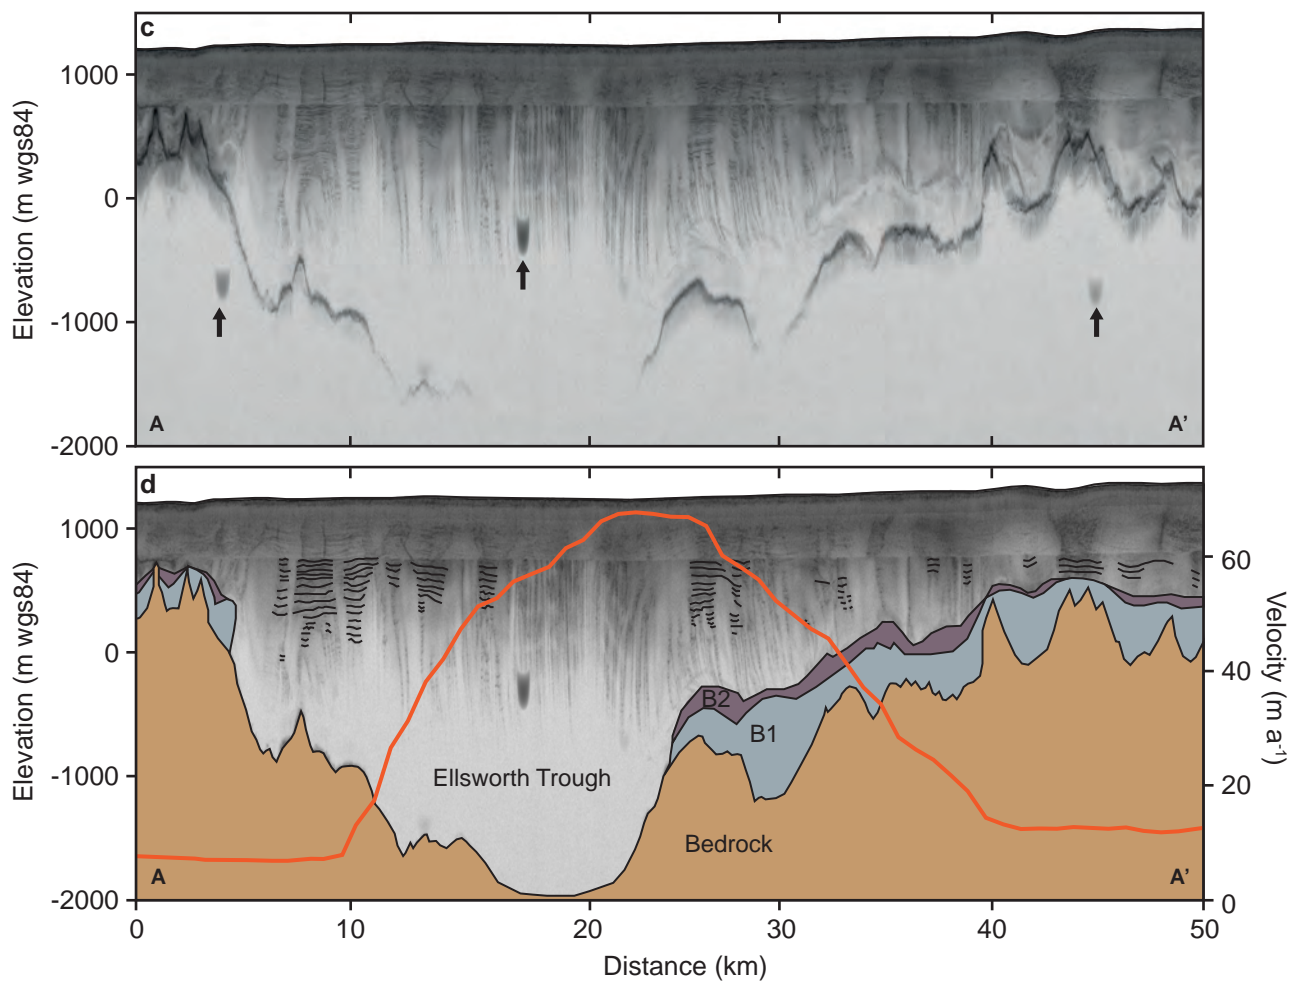 c
1000
0
-1000
-2000
Elevation (m wgs84)
A
A'
d
1000
0
-1000
-2000
Elevation (m wgs84)
60
40
20
0
Velocity (m a-1)
B2
B1
Ellsworth Trough
Bedrock
A
A'
0
10
20
30
40
50
Distance (km)